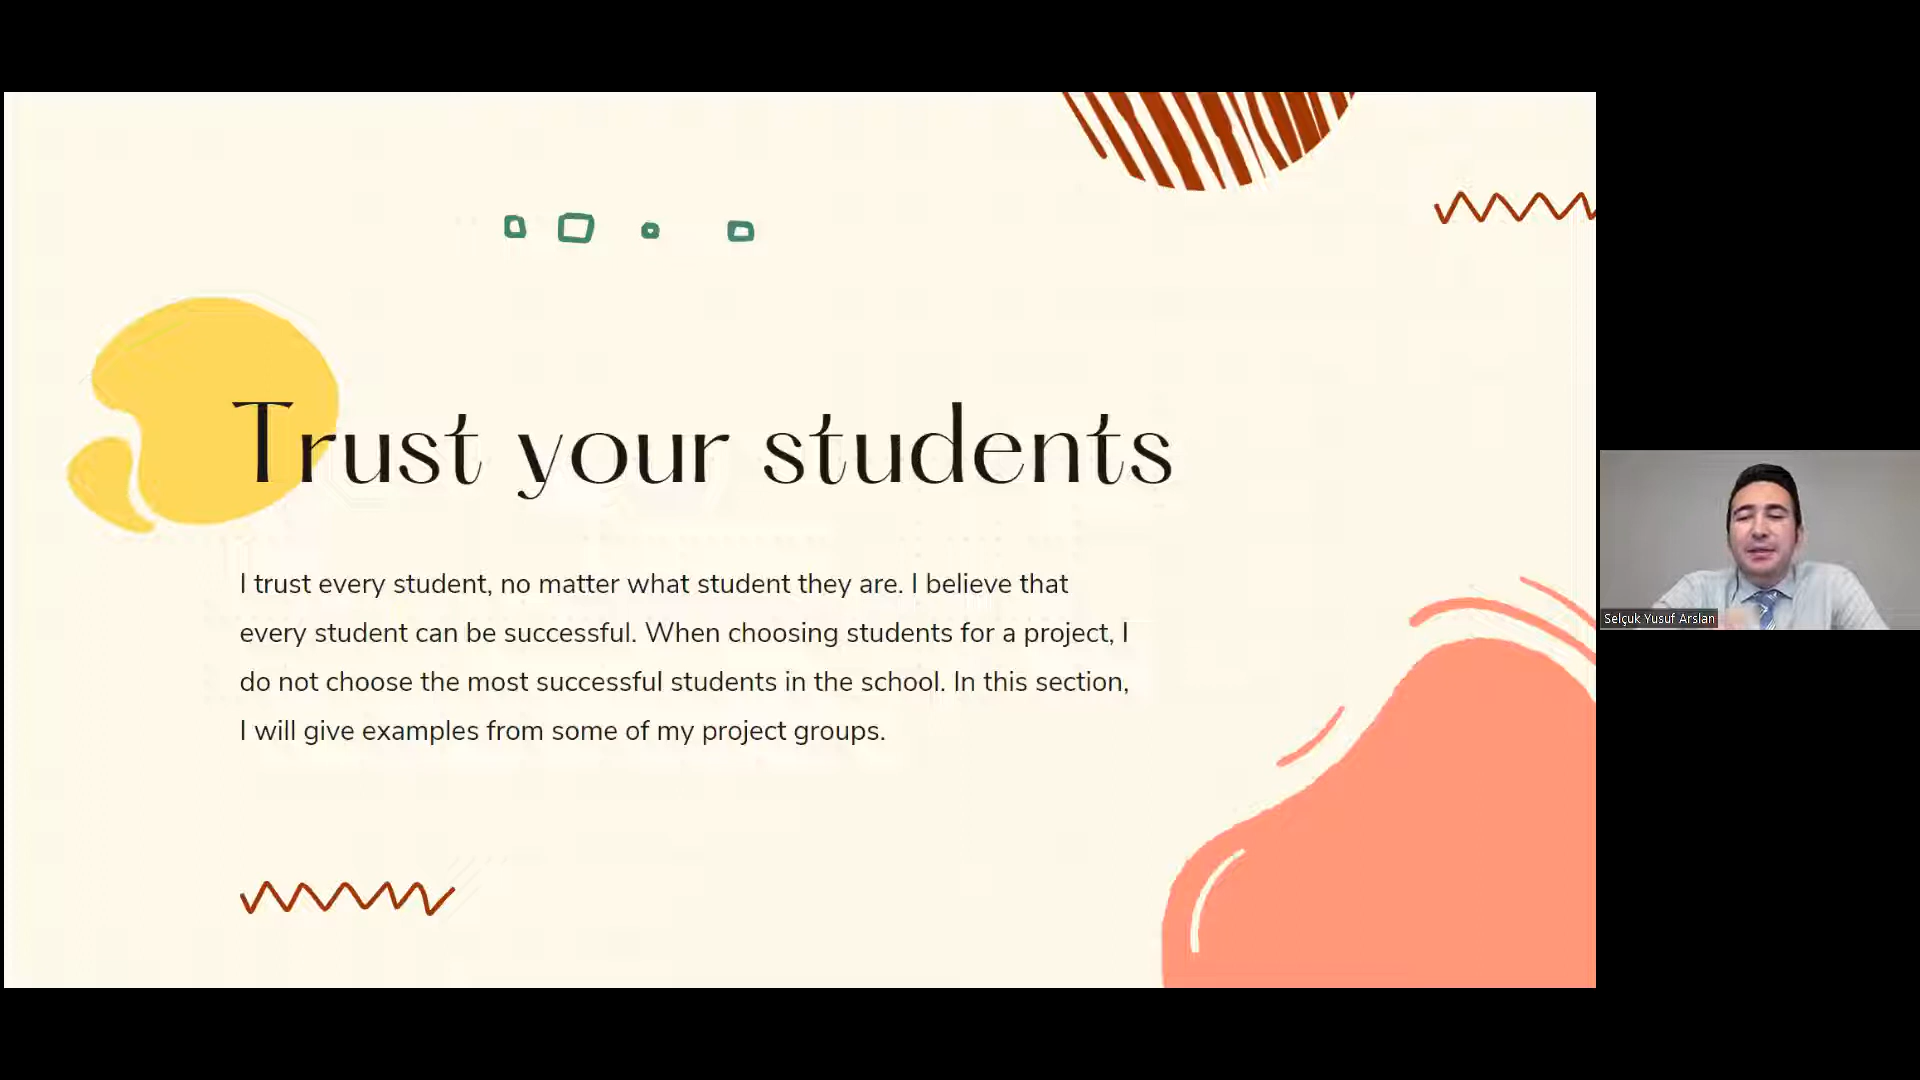 Trust your students
I trust every student, no matter what student they are. I believe that
every student can be successful. When choosing students for a project, I
do not choose the most successful students in the school. In this section,
I will give examples from some of my project groups.
Selçuk Yusuf Arslan